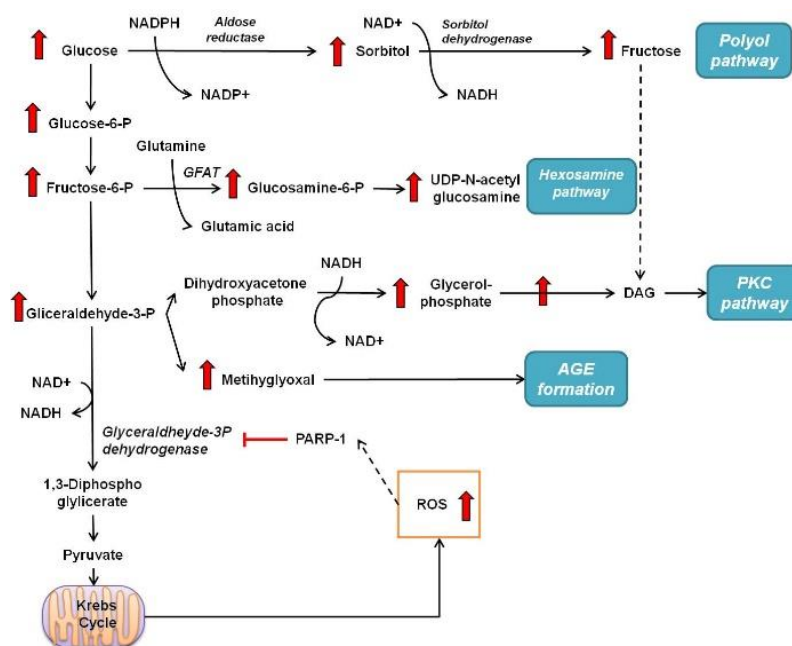 NADPH
Aldose
reductase
NAD+
Sorbitol
dehydrogenase
Glucose
Sorbitol
Fructose
Polyol
pathway
NADP+
NADH
Glucose-6-P
Glutamine
GFAT
Fructose-6-P
Glucosamine-6-P
UDP-N-acetyl
glucosamine
Hexosamine
pathway
Glutamic acid
NADH
Dihydroxyacetone
phosphate
Glycerol-
phosphate
DAG
PKC
pathway
Gliceraldehyde-3-P
NAD+
Methyglyoxal
AGE
formation
NAD+
NADH
Glyceraldheyde-3P
dehydrogenase
PARP-1
1,3-Diphospho
glylicerate
ROS
Pyruvate
Krebs
Cycle